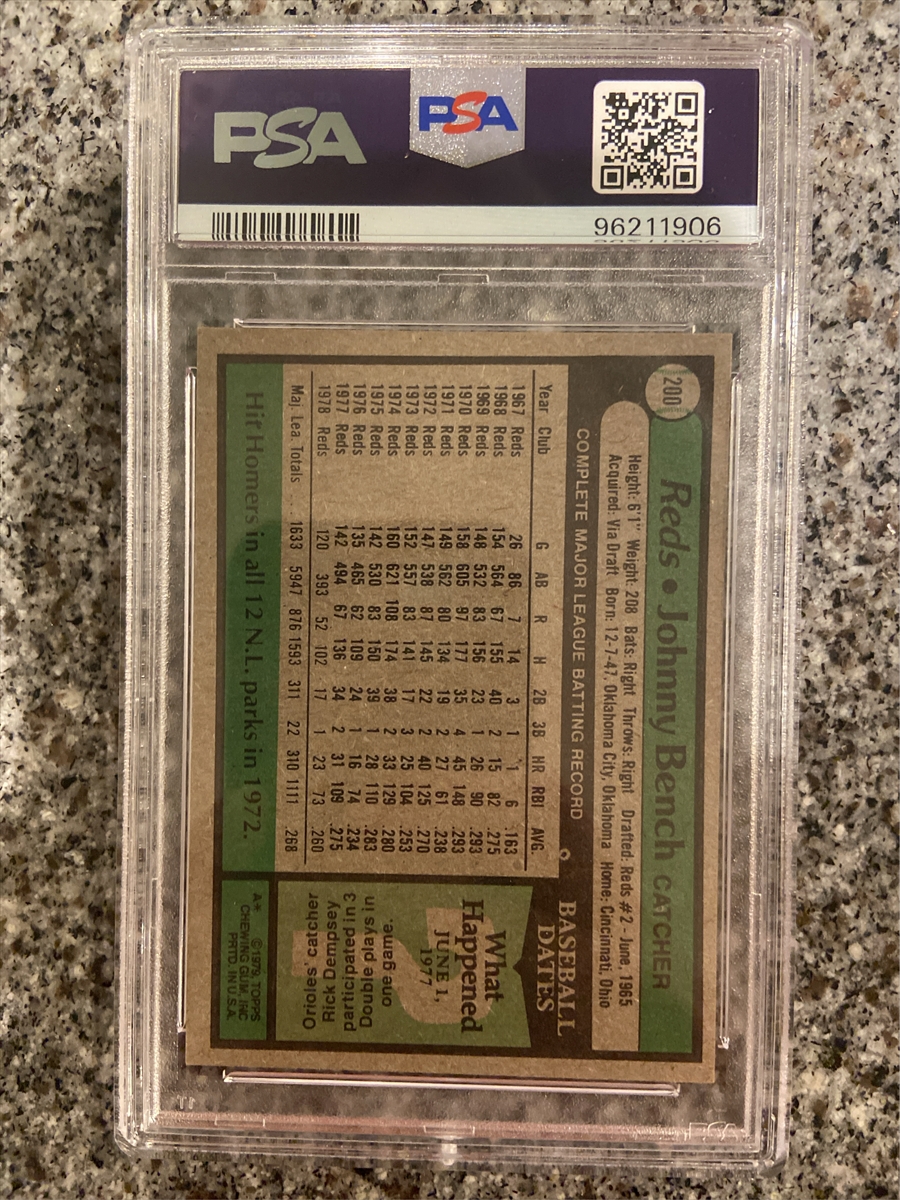 PSA
PSA
96211906
200
Reds • Johnny Bench CATCHER
Height: 6'1" Weight: 208 Bats: Right Throws: Right Drafted: Reds #2 - June, 1965
Acquired: Via Draft Born: 12-7-47, Oklahoma City, Oklahoma Home: Cincinnati, Ohio
COMPLETE MAJOR LEAGUE BATTING RECORD
Year Club G AB R H 2B 3B HR RBI AVG.
1967 Reds 26 86 7 14 3 1 1 6 .163
1968 Reds 154 564 67 155 40 2 15 82 .275
1969 Reds 148 532 83 156 23 1 26 90 .293
1970 Reds 158 605 97 177 35 4 45 148 .293
1971 Reds 149 562 80 134 19 2 27 61 .238
1972 Reds 147 538 87 145 22 2 40 125 .270
1973 Reds 152 557 83 141 17 3 25 104 .253
1974 Reds 160 621 108 174 38 2 33 129 .280
1975 Reds 142 530 83 150 39 1 28 110 .283
1976 Reds 135 465 62 109 24 1 16 74 .234
1977 Reds 142 494 67 136 34 2 31 109 .275
1978 Reds 120 393 52 102 17 1 23 73 .260
Maj. Lea. Totals 1633 5947 876 1593 311 22 310 1111 .268
BASEBALL
DATES
What
Happened
JUNE 1,
1977
Orioles' catcher
Rick Dempsey
participated in 3
Double plays in
one game.
Hit Homers in all 12 N.L. parks in 1972.
A* ©1979, TOPPS
CHEWING GUM, INC
PRTD. IN U.S.A.